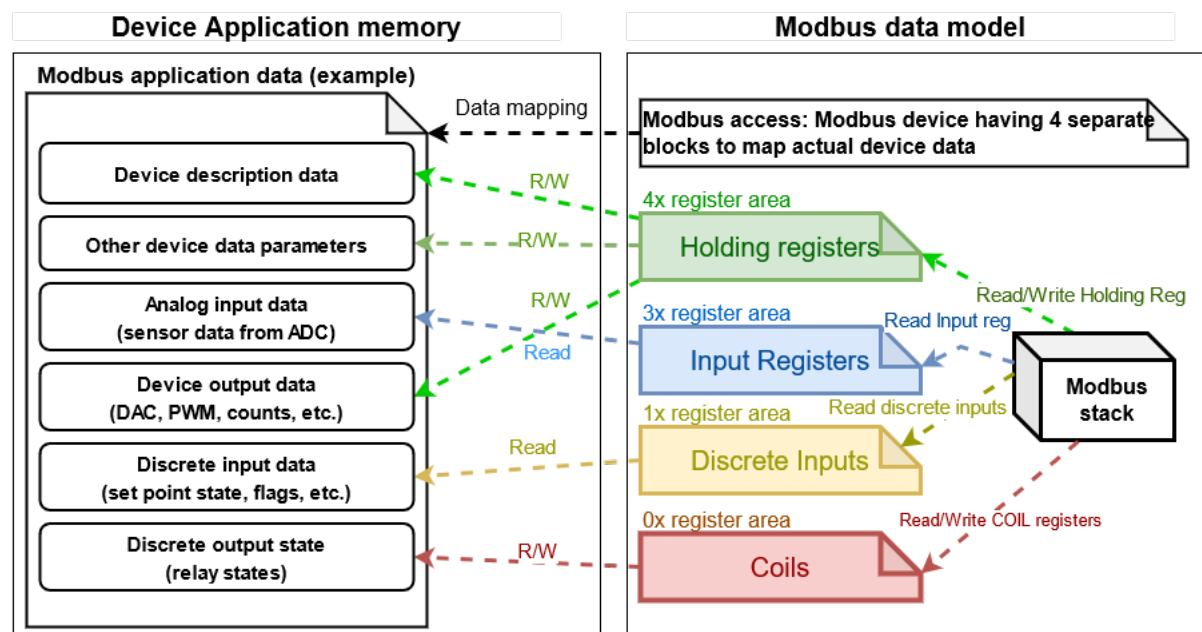 Device Application memory
Modbus data model
Modbus application data (example)
Data mapping
Modbus access: Modbus device having 4 separate
blocks to map actual device data
Device description data
R/W
4x register area
Other device data parameters
R/W
Holding registers
Analog input data
(sensor data from ADC)
R/W
Read/Write Holding Reg
3x register area
Read Input reg
Read
Input Registers
Device output data
(DAC, PWM, counts, etc.)
Modbus
stack
1x register area
Read discrete inputs
Read
Discrete input data
(set point state, flags, etc.)
Discrete Inputs
0x register area
Read/Write COIL registers
Discrete output state
(relay states)
R/W
Coils